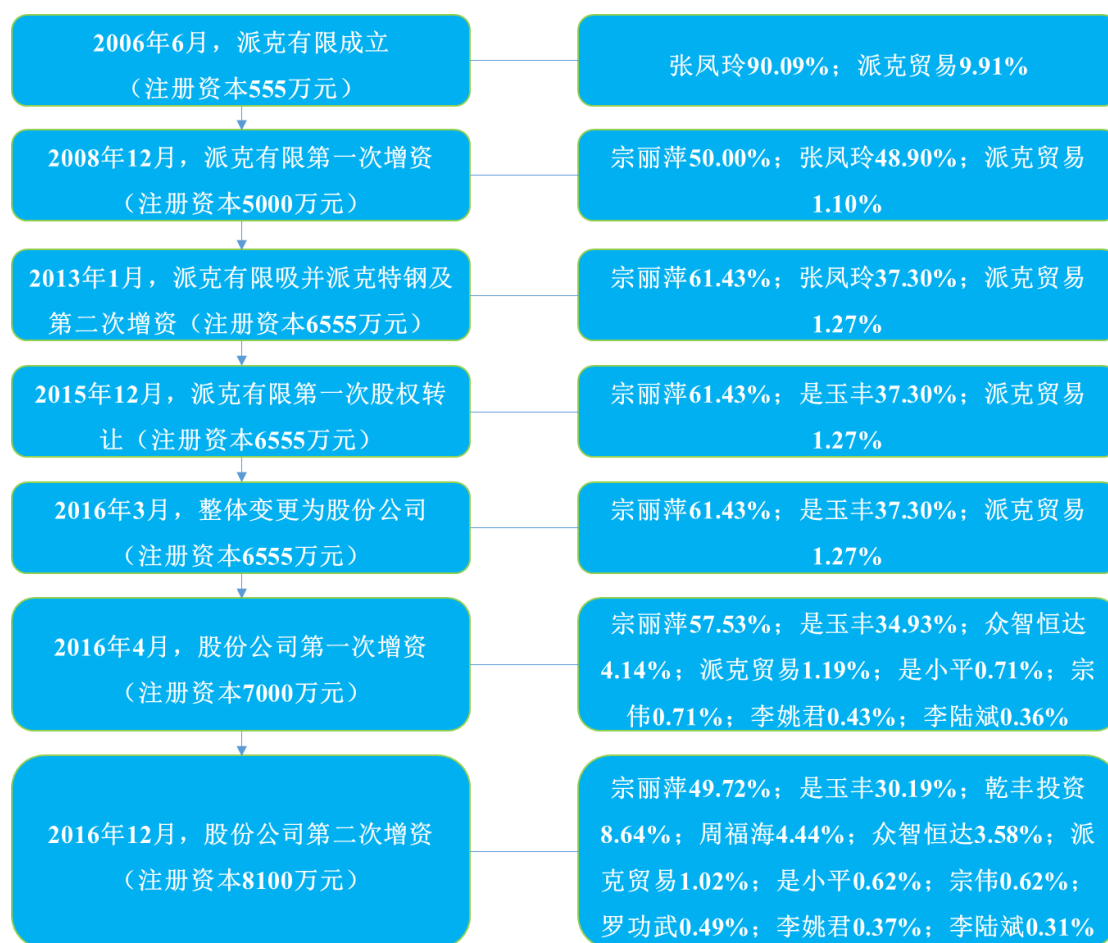 2006年6月，派克有限成立
（注册资本555万元）
张凤玲90.09%；派克贸易9.91%
2008年12月，派克有限第一次增资
（注册资本5000万元）
宗丽萍50.00%；张凤玲48.90%；派克贸易
1.10%
2013年1月，派克有限吸并派克特钢及
第二次增资（注册资本6555万元）
宗丽萍61.43%；张凤玲37.30%；派克贸易
1.27%
2015年12月，派克有限第一次股权转
让（注册资本6555万元）
宗丽萍61.43%；是玉丰37.30%；派克贸易
1.27%
2016年3月，整体变更为股份公司
（注册资本6555万元）
宗丽萍61.43%；是玉丰37.30%；派克贸易
1.27%
2016年4月，股份公司第一次增资
（注册资本7000万元）
宗丽萍57.53%；是玉丰34.93%；众智恒达
4.14%；派克贸易1.19%；是小平0.71%；宗
伟0.71%；李姚君0.43%；李陆斌0.36%
2016年12月，股份公司第二次增资
（注册资本8100万元）
宗丽萍49.72%；是玉丰30.19%；乾丰投资
8.64%；周福海4.44%；众智恒达3.58%；派
克贸易1.02%；是小平0.62%；宗伟0.62%；
罗功武0.49%；李姚君0.37%；李陆斌0.31%